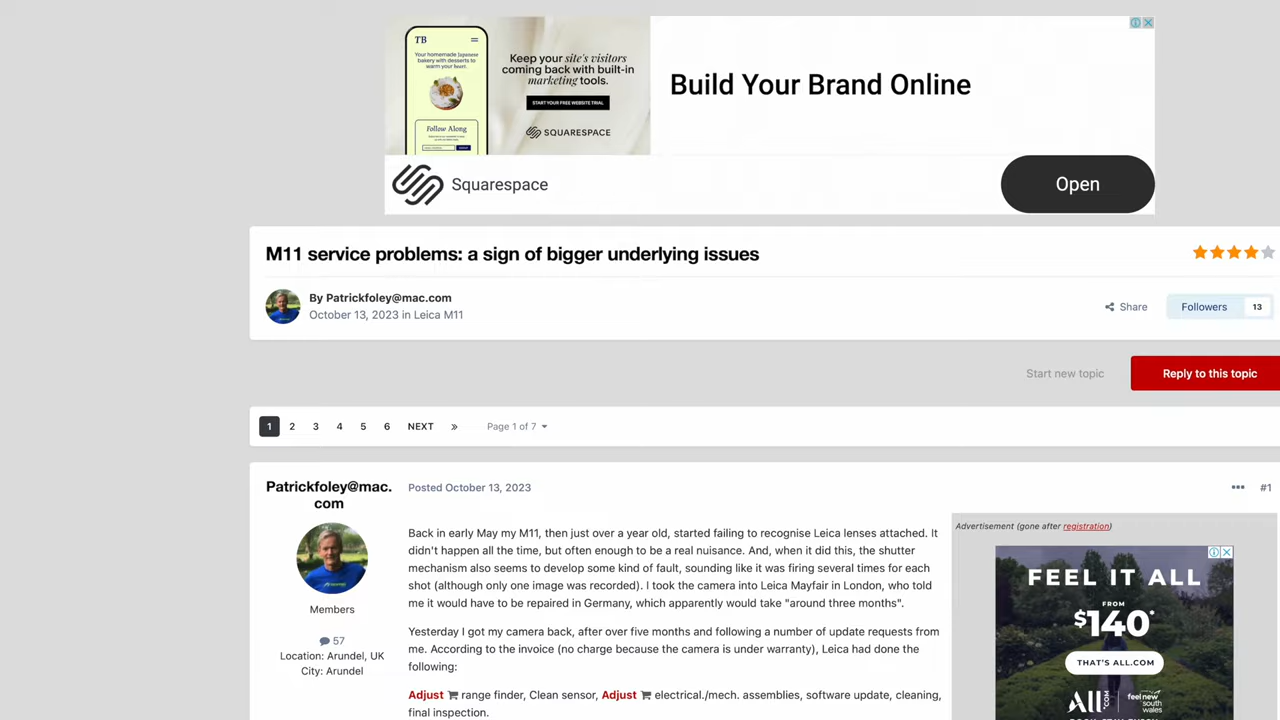 TB
Your homemade Japanese
bakery with desserts to
warm your heart.
Follow Along
Keep your site's visitors
coming back with built-in
marketing tools.
START YOUR FREE WEBSITE TRIAL
SQUARESPACE
Build Your Brand Online
Squarespace
Open
M11 service problems: a sign of bigger underlying issues
By Patrickfoley@mac.com
October 13, 2023 in Leica M11
Share
Followers 13
Start new topic
Reply to this topic
1 2 3 4 5 6 NEXT » Page 1 of 7
Patrickfoley@mac.
com
Members
57
Location: Arundel, UK
City: Arundel
Posted October 13, 2023
••• #1
Back in early May my M11, then just over a year old, started failing to recognise Leica lenses attached. It
didn't happen all the time, but often enough to be a real nuisance. And, when it did this, the shutter
mechanism also seems to develop some kind of fault, sounding like it was firing several times for each
shot (although only one image was recorded). I took the camera into Leica Mayfair in London, who told
me it would have to be repaired in Germany, which apparently would take "around three months".
Yesterday I got my camera back, after over five months and following a number of update requests from
me. According to the invoice (no charge because the camera is under warranty), Leica had done the
following:
Adjust range finder, Clean sensor, Adjust electrical./mech. assemblies, software update, cleaning,
final inspection.
Advertisement (gone after registration)
FEEL IT ALL
FROM
$140*
THAT'S ALL.COM
ALL.COM
feel new
south
wales